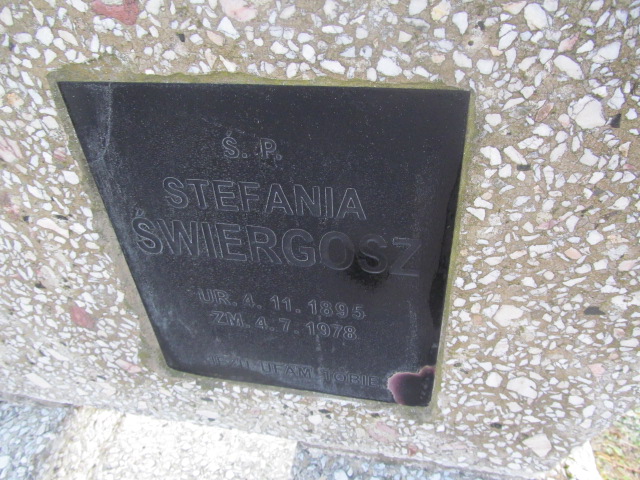 Ś. P.
STEFANIA
ŚWIERGOSZ
UR. 4. 11. 1895
ZM. 4. 7. 1978
UFAM TOBIE